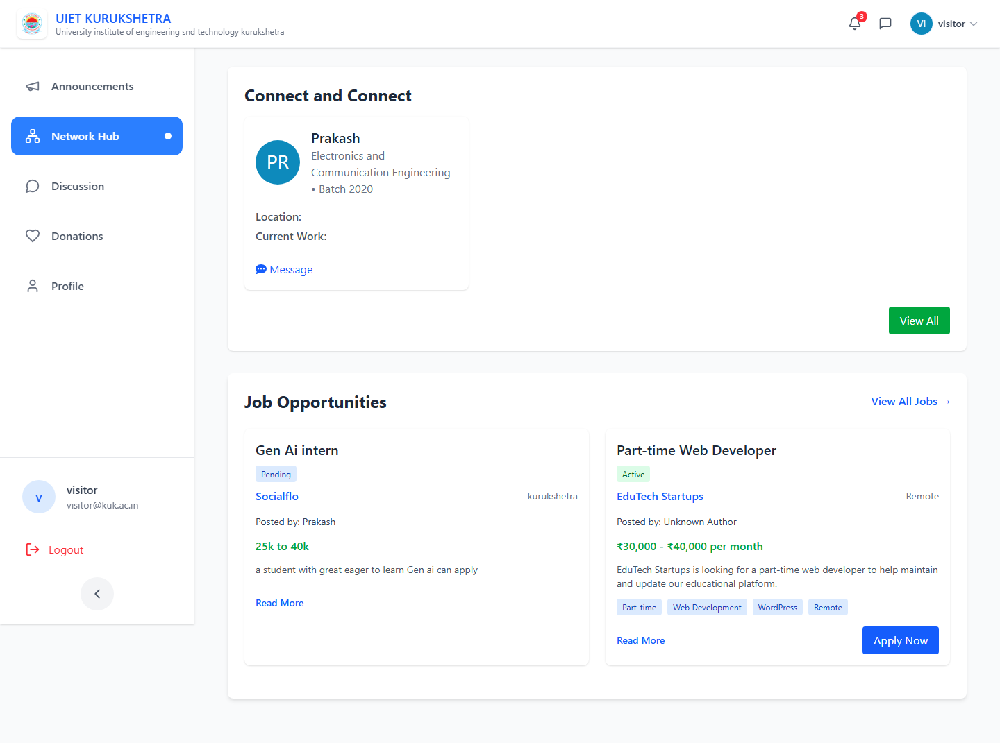 UIET KURUKSHETRA
University institute of engineering snd technology kurukshetra
3
VI
visitor
Announcements
Network Hub
Discussion
Donations
Profile
v
visitor
visitor@kuk.ac.in
Logout
Connect and Connect
PR
Prakash
Electronics and
Communication Engineering
• Batch 2020
Location:
Current Work:
Message
View All
Job Opportunities
View All Jobs →
Gen Ai intern
Pending
Socialflo
kurukshetra
Posted by: Prakash
25k to 40k
a student with great eager to learn Gen ai can apply
Read More
Part-time Web Developer
Active
EduTech Startups
Remote
Posted by: Unknown Author
₹30,000 - ₹40,000 per month
EduTech Startups is looking for a part-time web developer to help maintain
and update our educational platform.
Part-time
Web Development
WordPress
Remote
Read More
Apply Now